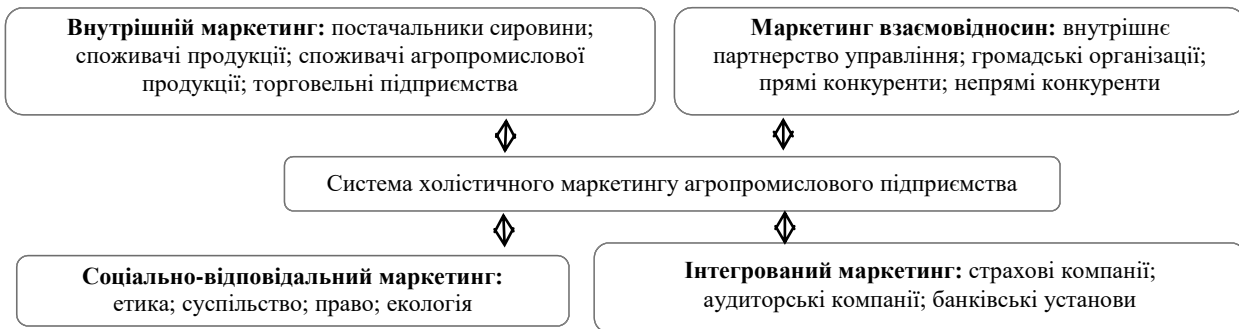 Внутрішній маркетинг: постачальники сировини;
споживачі продукції; споживачі агропромислової
продукції; торговельні підприємства
Маркетинг взаємовідносин: внутрішнє
партнерство управління; громадські організації;
прямі конкуренти; непрямі конкуренти
Система холістичного маркетингу агропромислового підприємства
Соціально-відповідальний маркетинг:
етика; суспільство; право; екологія
Інтегрований маркетинг: страхові компанії;
аудиторські компанії; банківські установи